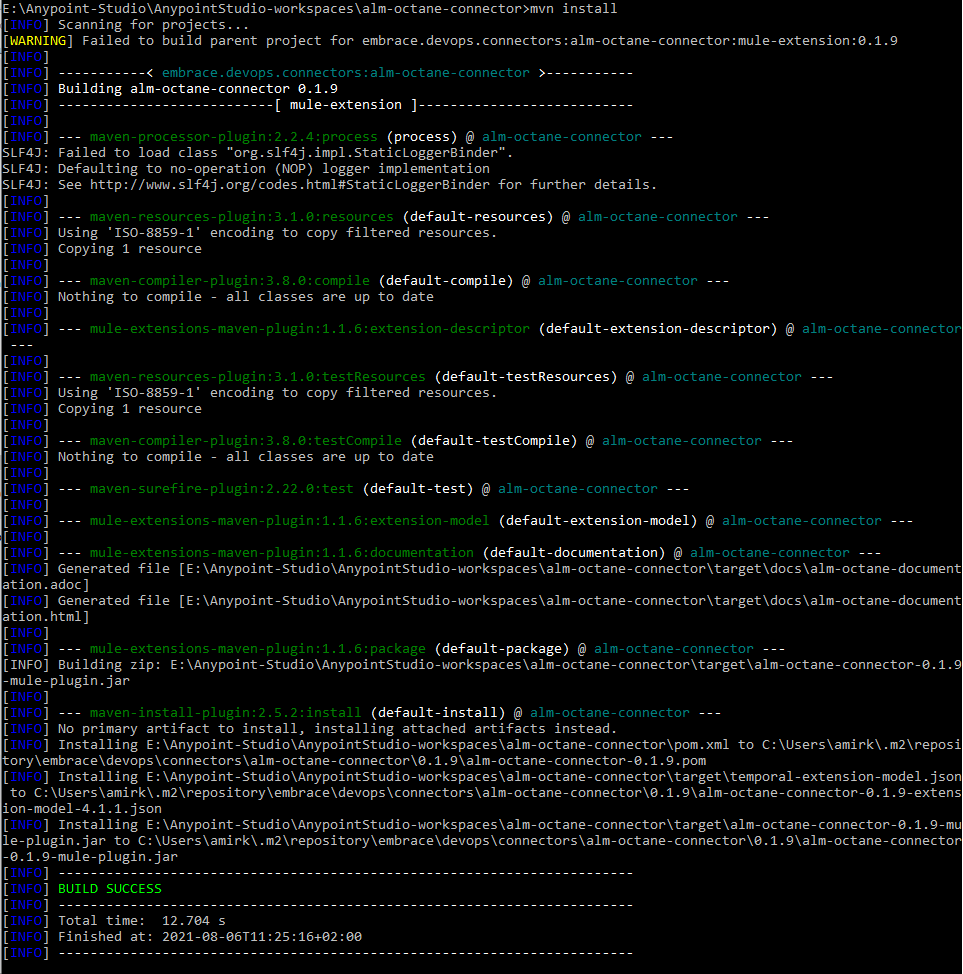 E:\Anypoint-Studio\AnypointStudio-workspaces\alm-octane-connector>mvn install
[INFO] Scanning for projects...
[WARNING] Failed to build parent project for embrace.devops.connectors:alm-octane-connector:mule-extension:0.1.9
[INFO]
[INFO] -----------< embrace.devops.connectors:alm-octane-connector >-----------
[INFO] Building alm-octane-connector 0.1.9
[INFO] ---------------------------[ mule-extension ]---------------------------
[INFO]
[INFO] --- maven-processor-plugin:2.2.4:process (process) @ alm-octane-connector ---
SLF4J: Failed to load class "org.slf4j.impl.StaticLoggerBinder".
SLF4J: Defaulting to no-operation (NOP) logger implementation
SLF4J: See http://www.slf4j.org/codes.html#StaticLoggerBinder for further details.
[INFO]
[INFO] --- maven-resources-plugin:3.1.0:resources (default-resources) @ alm-octane-connector ---
[INFO] Using 'ISO-8859-1' encoding to copy filtered resources.
[INFO] Copying 1 resource
[INFO]
[INFO] --- maven-compiler-plugin:3.8.0:compile (default-compile) @ alm-octane-connector ---
[INFO] Nothing to compile - all classes are up to date
[INFO]
[INFO] --- mule-extensions-maven-plugin:1.1.6:extension-descriptor (default-extension-descriptor) @ alm-octane-connector
 ---
[INFO]
[INFO] --- maven-resources-plugin:3.1.0:testResources (default-testResources) @ alm-octane-connector ---
[INFO] Using 'ISO-8859-1' encoding to copy filtered resources.
[INFO] Copying 1 resource
[INFO]
[INFO] --- maven-compiler-plugin:3.8.0:testCompile (default-testCompile) @ alm-octane-connector ---
[INFO] Nothing to compile - all classes are up to date
[INFO]
[INFO] --- maven-surefire-plugin:2.22.0:test (default-test) @ alm-octane-connector ---
[INFO]
[INFO] --- mule-extensions-maven-plugin:1.1.6:extension-model (default-extension-model) @ alm-octane-connector ---
[INFO]
[INFO] --- mule-extensions-maven-plugin:1.1.6:documentation (default-documentation) @ alm-octane-connector ---
[INFO] Generated file [E:\Anypoint-Studio\AnypointStudio-workspaces\alm-octane-connector\target\docs\alm-octane-document
ation.adoc]
[INFO] Generated file [E:\Anypoint-Studio\AnypointStudio-workspaces\alm-octane-connector\target\docs\alm-octane-document
ation.html]
[INFO]
[INFO] --- mule-extensions-maven-plugin:1.1.6:package (default-package) @ alm-octane-connector ---
[INFO] Building zip: E:\Anypoint-Studio\AnypointStudio-workspaces\alm-octane-connector\target\alm-octane-connector-0.1.9
-mule-plugin.jar
[INFO]
[INFO] --- maven-install-plugin:2.5.2:install (default-install) @ alm-octane-connector ---
[INFO] No primary artifact to install, installing attached artifacts instead.
[INFO] Installing E:\Anypoint-Studio\AnypointStudio-workspaces\alm-octane-connector\pom.xml to C:\Users\amirk\.m2\reposi
tory\embrace\devops\connectors\alm-octane-connector\0.1.9\alm-octane-connector-0.1.9.pom
[INFO] Installing E:\Anypoint-Studio\AnypointStudio-workspaces\alm-octane-connector\target\temporal-extension-model.json
 to C:\Users\amirk\.m2\repository\embrace\devops\connectors\alm-octane-connector\0.1.9\alm-octane-connector-0.1.9-extens
ion-model-4.1.1.json
[INFO] Installing E:\Anypoint-Studio\AnypointStudio-workspaces\alm-octane-connector\target\alm-octane-connector-0.1.9-mu
le-plugin.jar to C:\Users\amirk\.m2\repository\embrace\devops\connectors\alm-octane-connector\0.1.9\alm-octane-connector
-0.1.9-mule-plugin.jar
[INFO] ------------------------------------------------------------------------
[INFO] BUILD SUCCESS
[INFO] ------------------------------------------------------------------------
[INFO] Total time:  12.704 s
[INFO] Finished at: 2021-08-06T11:25:16+02:00
[INFO] ------------------------------------------------------------------------